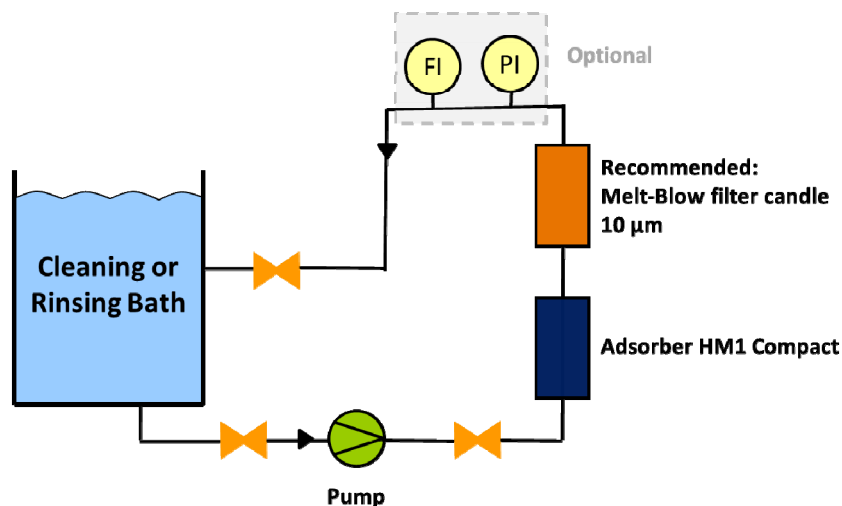 FI
PI
Optional
Recommended:
Melt-Blow filter candle
10 µm
Cleaning or
Rinsing Bath
Adsorber HM1 Compact
Pump